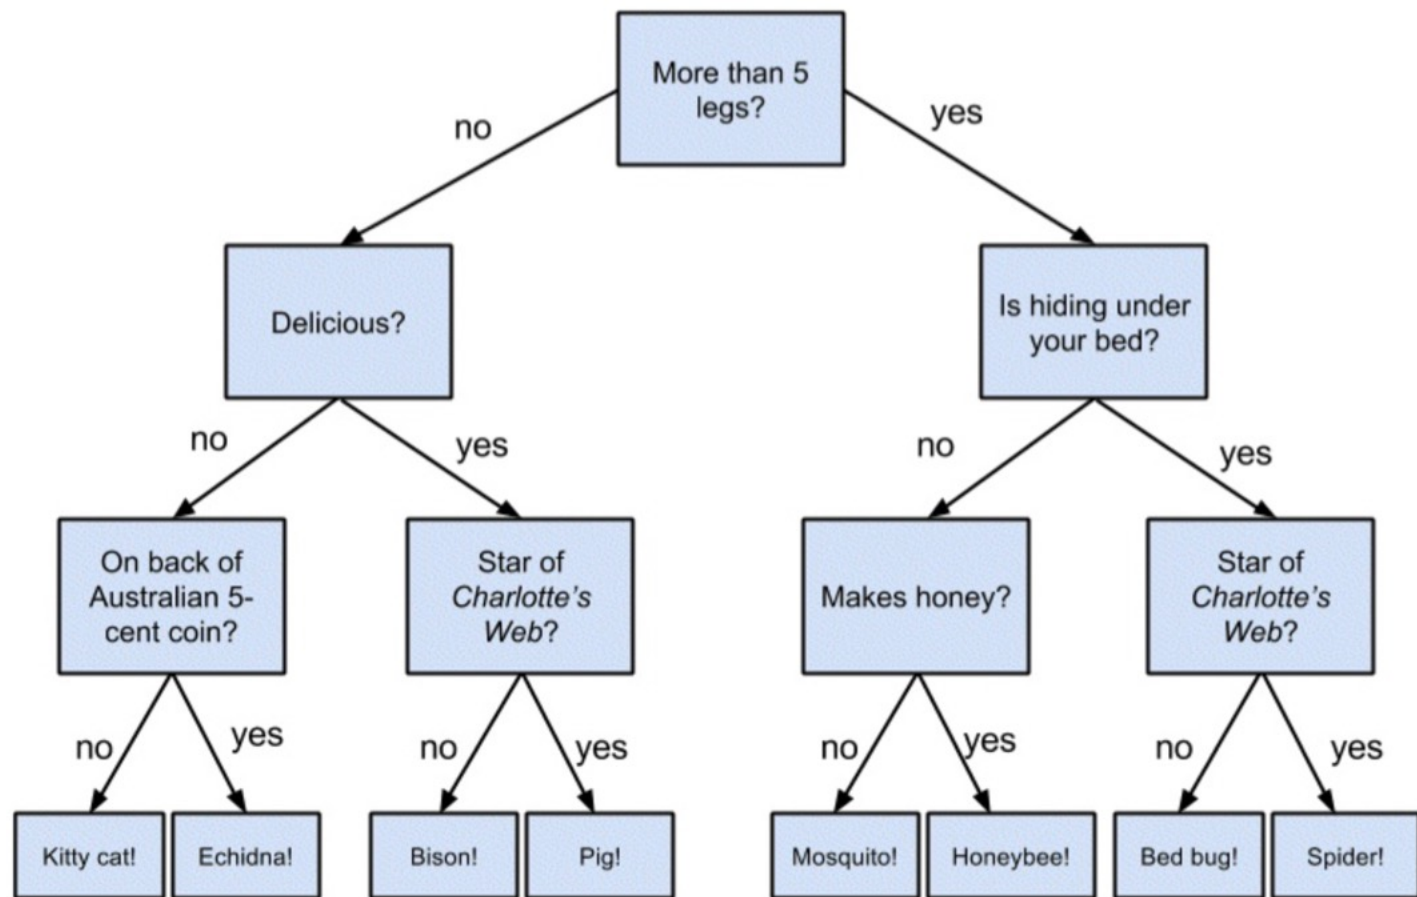 More than 5
legs?
no
yes
Delicious?
Is hiding under
your bed?
no
yes
no
yes
On back of
Australian 5-
cent coin?
Star of
Charlotte's
Web?
Makes honey?
Star of
Charlotte's
Web?
no
yes
no
yes
no
yes
no
yes
Kitty cat!
Echidna!
Bison!
Pig!
Mosquito!
Honeybee!
Bed bug!
Spider!